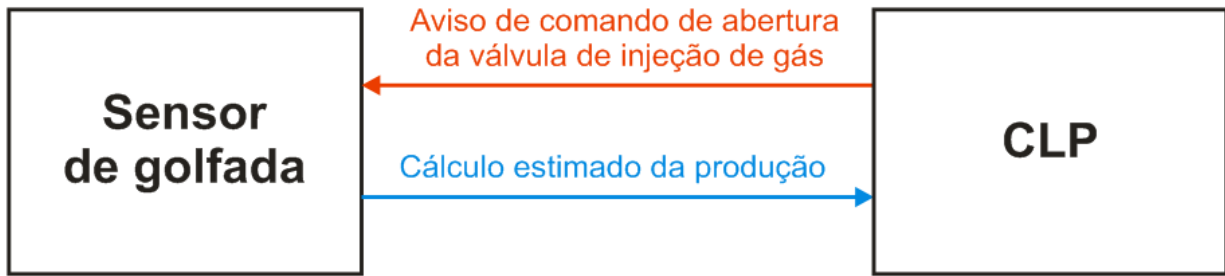 Aviso de comando de abertura
da válvula de injeção de gás
Sensor
de golfada
CLP
Cálculo estimado da produção